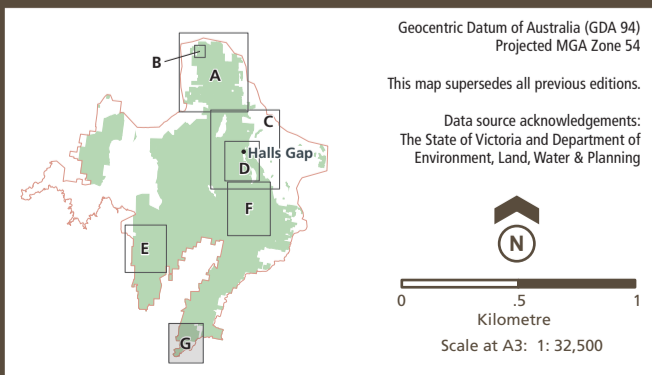 B
A
C
Halls Gap
D
F
E
G
Geocentric Datum of Australia (GDA 94)
Projected MGA Zone 54
This map supersedes all previous editions.
Data source acknowledgements:
The State of Victoria and Department of
Environment, Land, Water & Planning
N
0 .5 1
Kilometre
Scale at A3: 1: 32,500